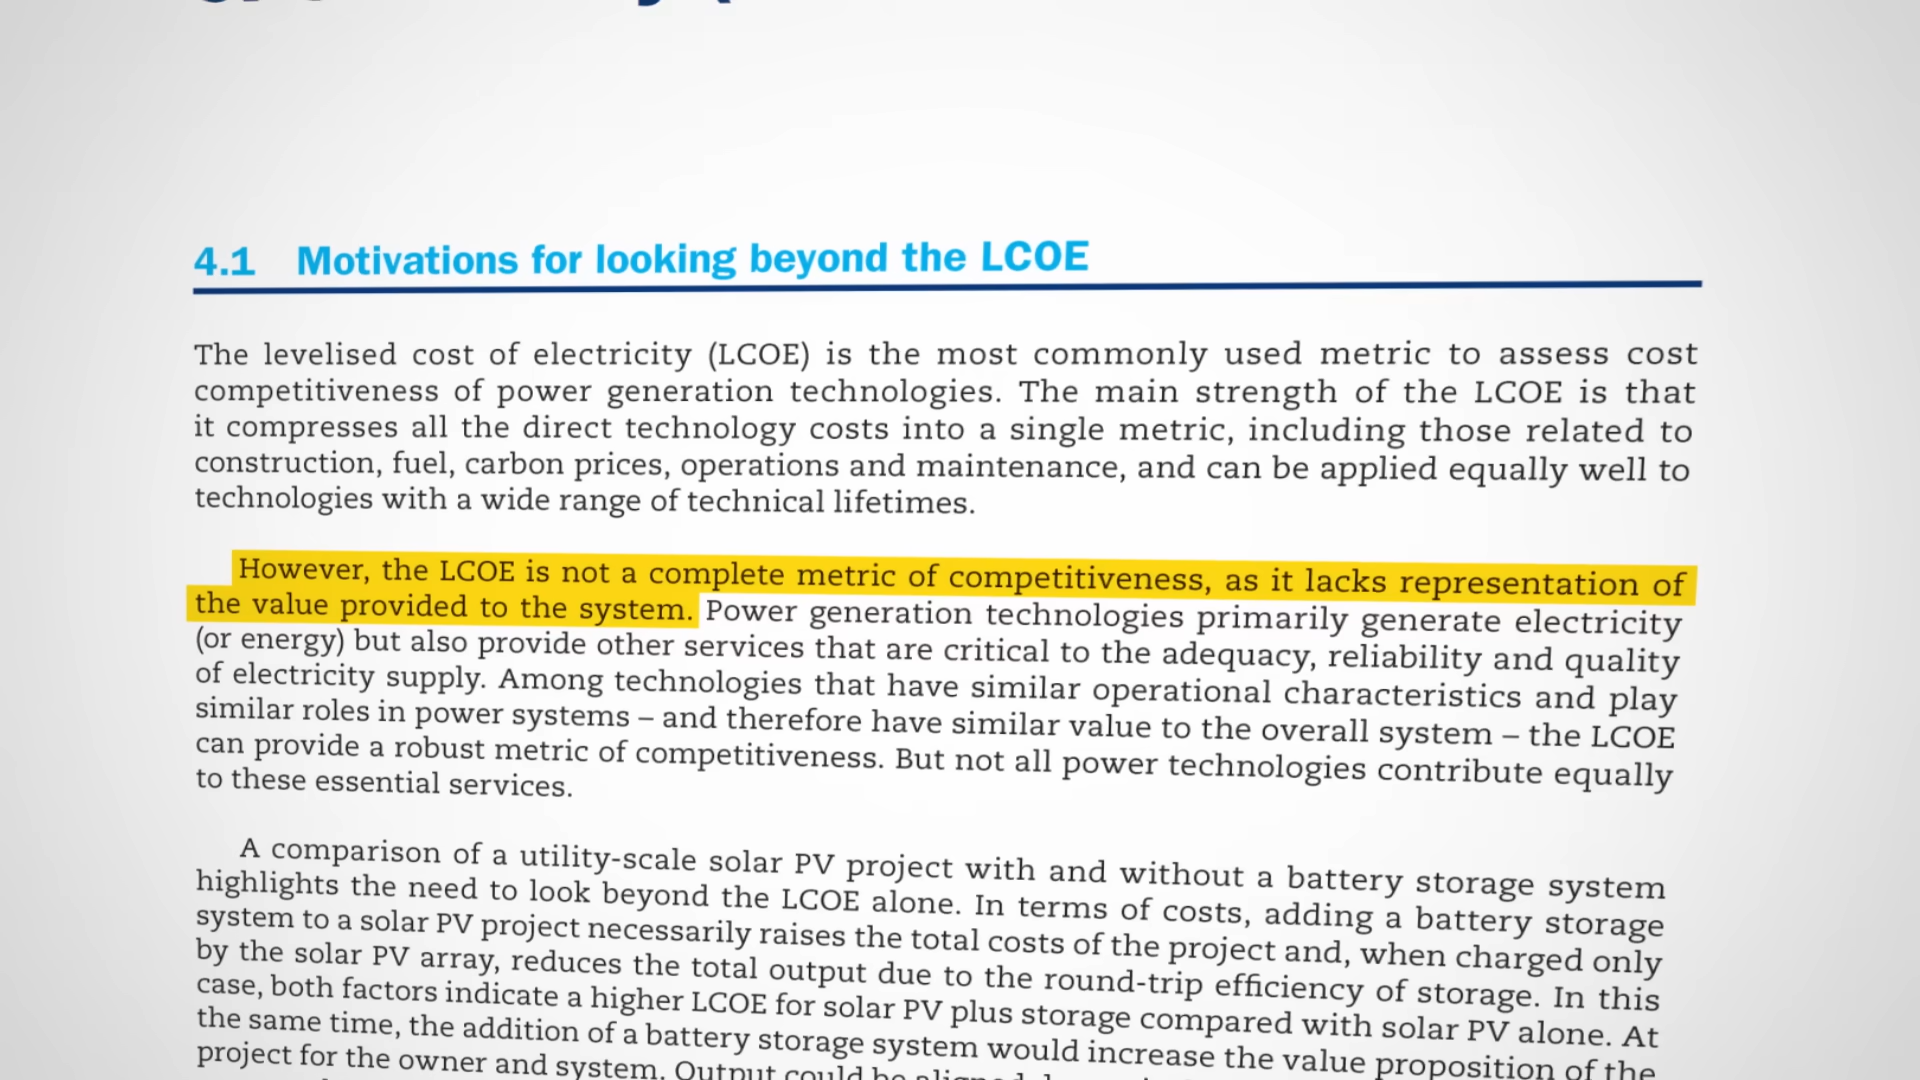 4.1 Motivations for looking beyond the LCOE
The levelised cost of electricity (LCOE) is the most commonly used metric to assess cost
competitiveness of power generation technologies. The main strength of the LCOE is that
it compresses all the direct technology costs into a single metric, including those related to
construction, fuel, carbon prices, operations and maintenance, and can be applied equally well to
technologies with a wide range of technical lifetimes.
However, the LCOE is not a complete metric of competitiveness, as it lacks representation of
the value provided to the system. Power generation technologies primarily generate electricity
(or energy) but also provide other services that are critical to the adequacy, reliability and quality
of electricity supply. Among technologies that have similar operational characteristics and play
similar roles in power systems – and therefore have similar value to the overall system – the LCOE
can provide a robust metric of competitiveness. But not all power technologies contribute equally
to these essential services.
A comparison of a utility-scale solar PV project with and without a battery storage system
highlights the need to look beyond the LCOE alone. In terms of costs, adding a battery storage
system to a solar PV project necessarily raises the total costs of the project and, when charged only
by the solar PV array, reduces the total output due to the round-trip efficiency of storage. In this
case, both factors indicate a higher LCOE for solar PV plus storage compared with solar PV alone. At
the same time, the addition of a battery storage system would increase the value proposition of the
project for the owner and system. Output could be aligned